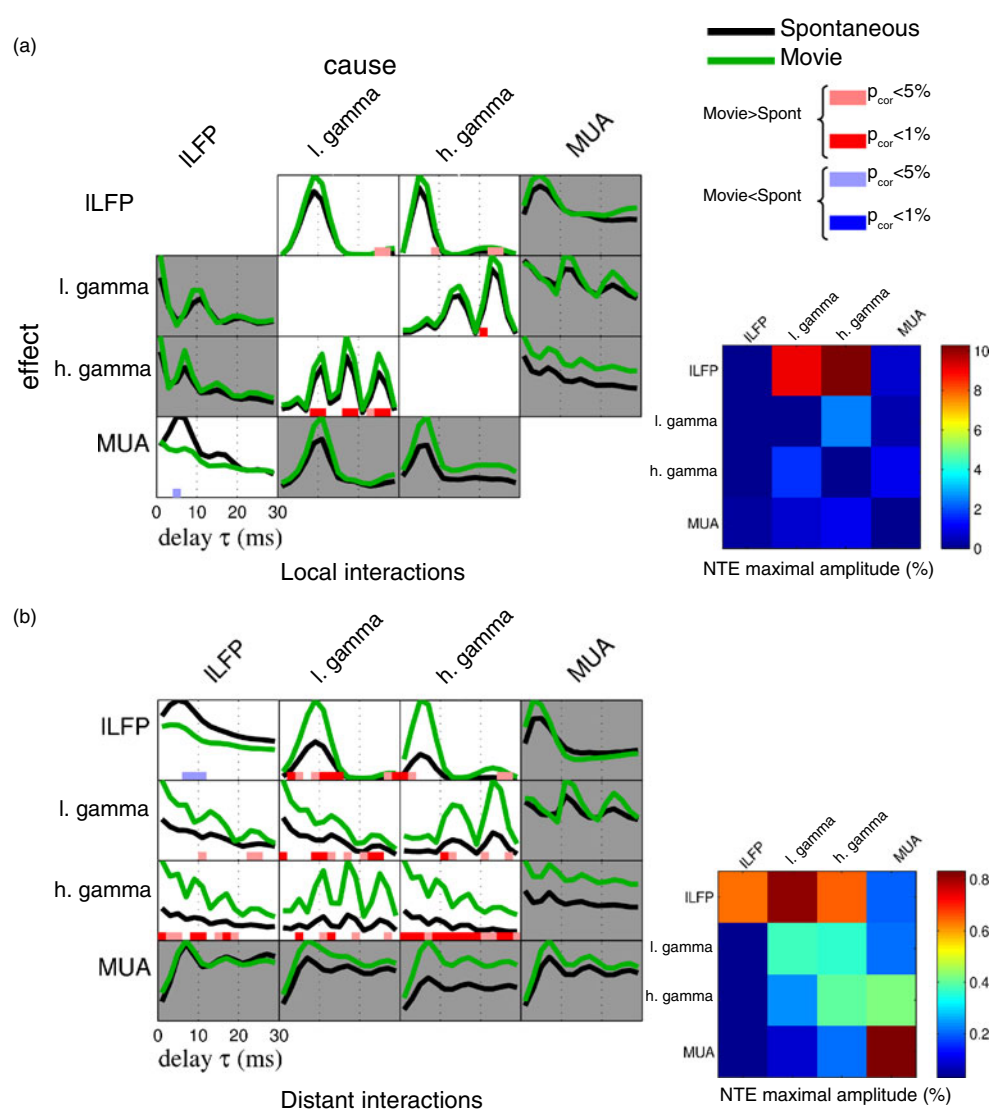 (a)
cause
Spontaneous
Movie
Movie>Spont
p_cor<5%
p_cor<1%
Movie<Spont
p_cor<5%
p_cor<1%
lLFP
l. gamma
h. gamma
MUA
effect
lLFP
l. gamma
h. gamma
MUA
0 10 20 30
delay τ (ms)
Local interactions
lLFP
l. gamma
h. gamma
MUA
lLFP
l. gamma
h. gamma
MUA
10
8
6
4
2
0
NTE maximal amplitude (%)
(b)
lLFP
l. gamma
h. gamma
MUA
lLFP
l. gamma
h. gamma
MUA
0 10 20 30
delay τ (ms)
Distant interactions
lLFP
l. gamma
h. gamma
MUA
lLFP
l. gamma
h. gamma
MUA
0.8
0.6
0.4
0.2
NTE maximal amplitude (%)